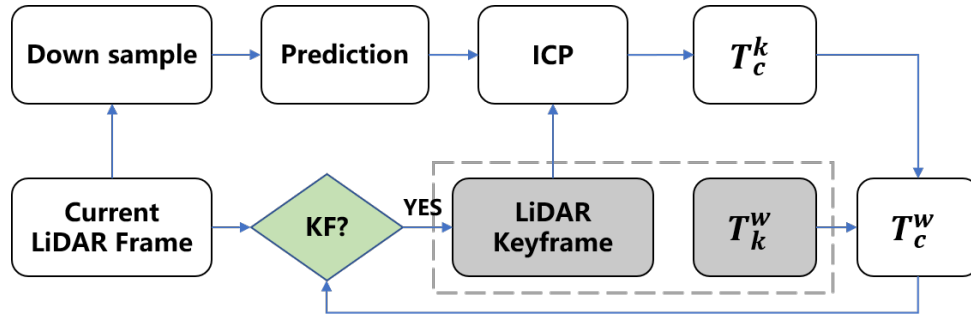 Down sample
Prediction
ICP
T_c^k
Current
LiDAR Frame
KF?
YES
LiDAR
Keyframe
T_k^w
T_c^w